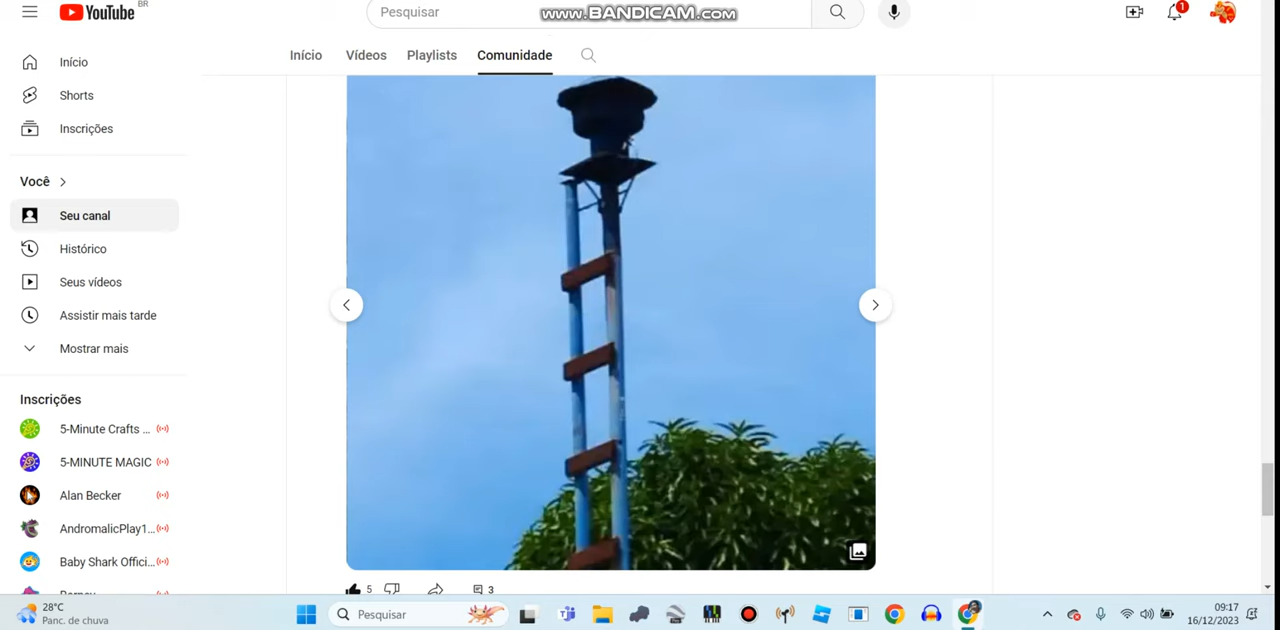 YouTube BR
Pesquisar
www.BANDICAM.com
1
Início
Vídeos
Playlists
Comunidade
Início
Shorts
Inscrições
Você
Seu canal
Histórico
Seus vídeos
Assistir mais tarde
Mostrar mais
Inscrições
5-Minute Crafts ...
5-MINUTE MAGIC
Alan Becker
AndromalicPlay1...
Baby Shark Offici...
5
3
28°C
Panc. de chuva
Pesquisar
09:17
16/12/2023